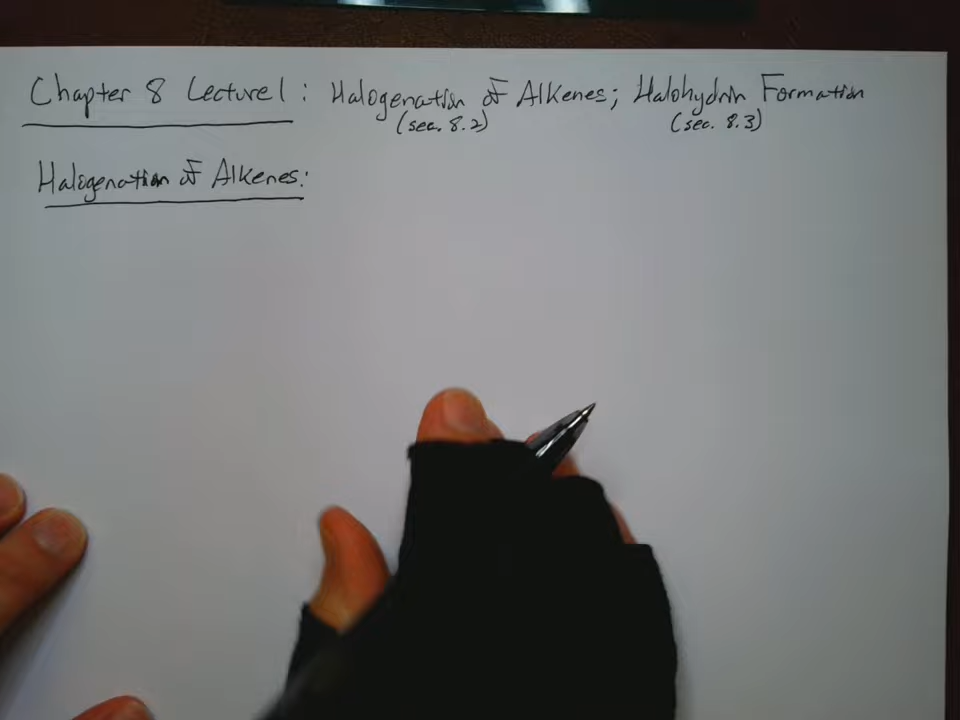 Chapter 8 Lecture 1 : Halogenation of Alkenes; Halohydrin Formation
(sec. 8.2) (sec. 8.3)
Halogenation of Alkenes: